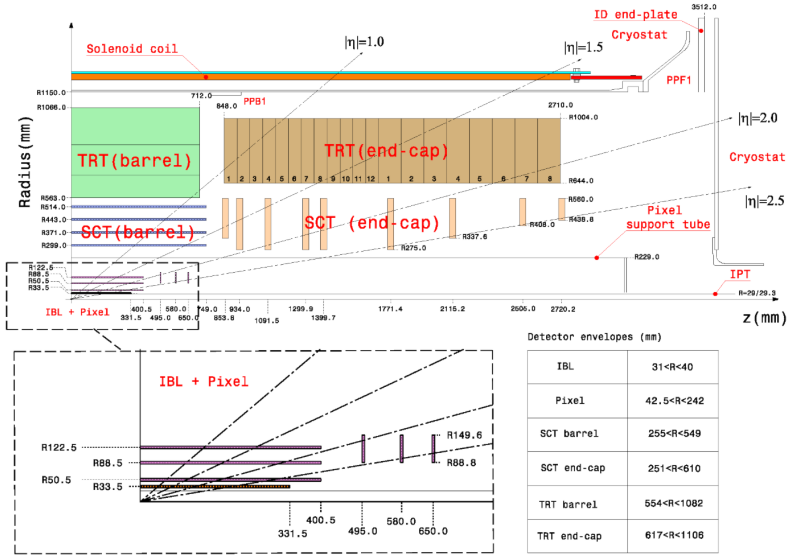 3512.0
ID end-plate
Cryostat
Solenoid coil
|η|=1.0
|η|=1.5
PPF1
R1150.0
712.0
PPB1
R1066.0
848.0
2710.0
R1004.0
Radius(mm)
TRT(barrel)
TRT(end-cap)
|η|=2.0
Cryostat
1 2 3 4 5 6 7 8 9 10 11 12 1 2 3 4 5 6 7 8
R644.0
R563.0
R514.0
R443.0
R371.0
R299.0
SCT(barrel)
SCT (end-cap)
1 2 3 4 5 6 7 8 9
R560.0
R438.8
R408.0
R337.6
R275.0
|η|=2.5
Pixel
support tube
R229.0
R122.5
R88.5
R50.5
R33.5
IBL + Pixel
IPT
R=29/29.3
400.5 580.0 749.0 934.0 1299.9 1771.4 2115.2 2505.0 2720.2
331.5 495.0 650.0 853.8 1091.5 1399.7
z(mm)
IBL + Pixel
R122.5
R88.5
R50.5
R33.5
R149.6
R88.8
400.5
580.0
331.5
495.0
650.0
Detector envelopes (mm)
IBL 31<R<40
Pixel 42.5<R<242
SCT barrel 255<R<549
SCT end-cap 251<R<610
TRT barrel 554<R<1082
TRT end-cap 617<R<1106